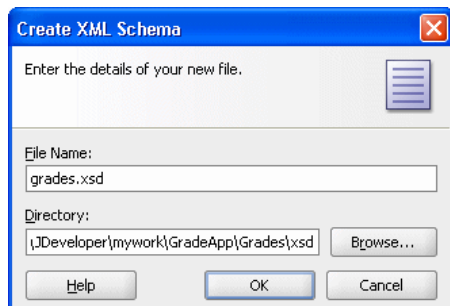 Create XML Schema
Enter the details of your new file.
File Name:
grades.xsd
Directory:
\JDeveloper\mywork\GradeApp\Grades\xsd
Browse...
Help
OK
Cancel